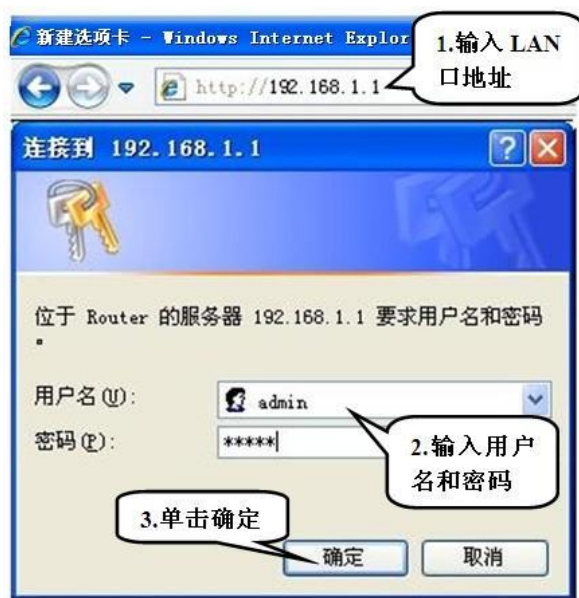 新建选项卡 - Windows Internet Explor
1.输入 LAN
口地址
http://192.168.1.1
连接到 192.168.1.1
位于 Router 的服务器 192.168.1.1 要求用户名和密码
。
用户名(U):
admin
密码(P):
*****
2.输入用户
名和密码
3.单击确定
确定
取消